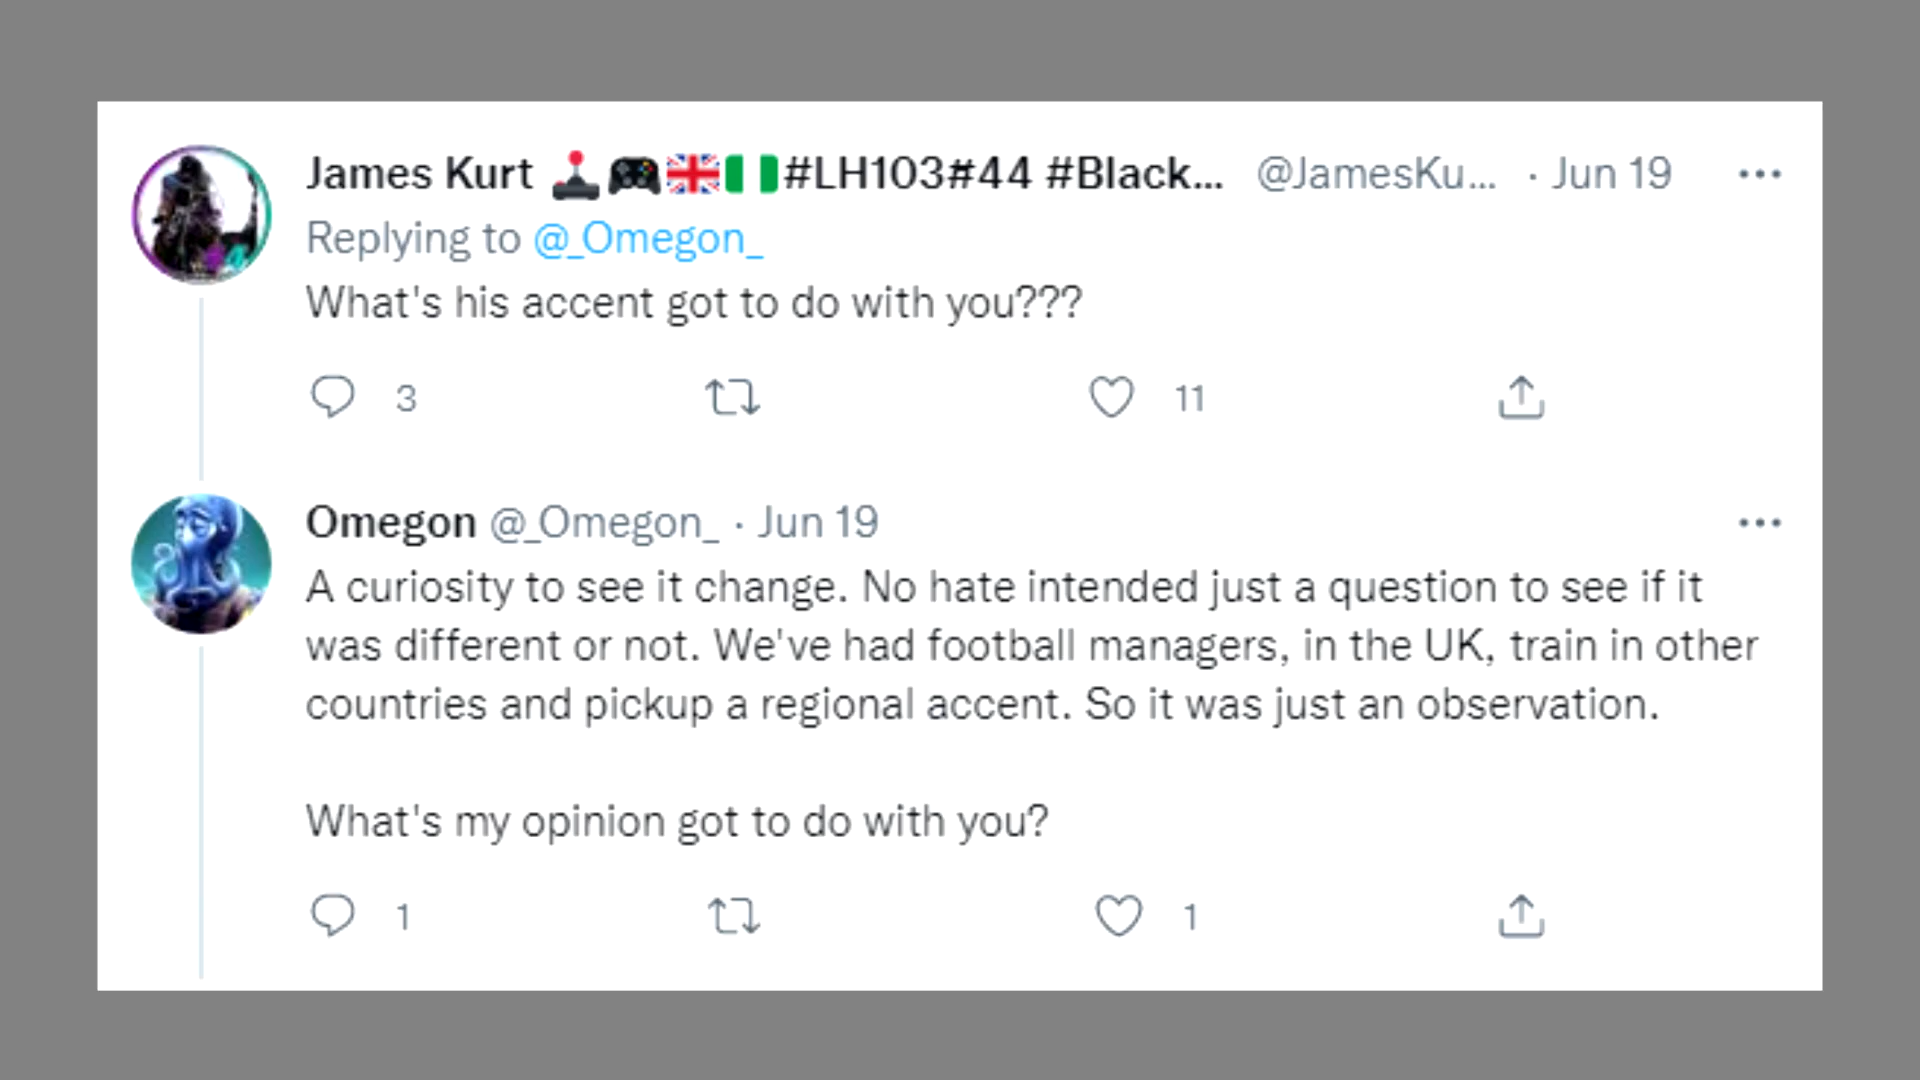 James Kurt 🕹️🎮🇬🇧🇳🇬#LH103#44 #Black... @JamesKu... · Jun 19
Replying to @_Omegon_
What's his accent got to do with you???
3 11
Omegon @_Omegon_ · Jun 19
A curiosity to see it change. No hate intended just a question to see if it
was different or not. We've had football managers, in the UK, train in other
countries and pickup a regional accent. So it was just an observation.
What's my opinion got to do with you?
1 1